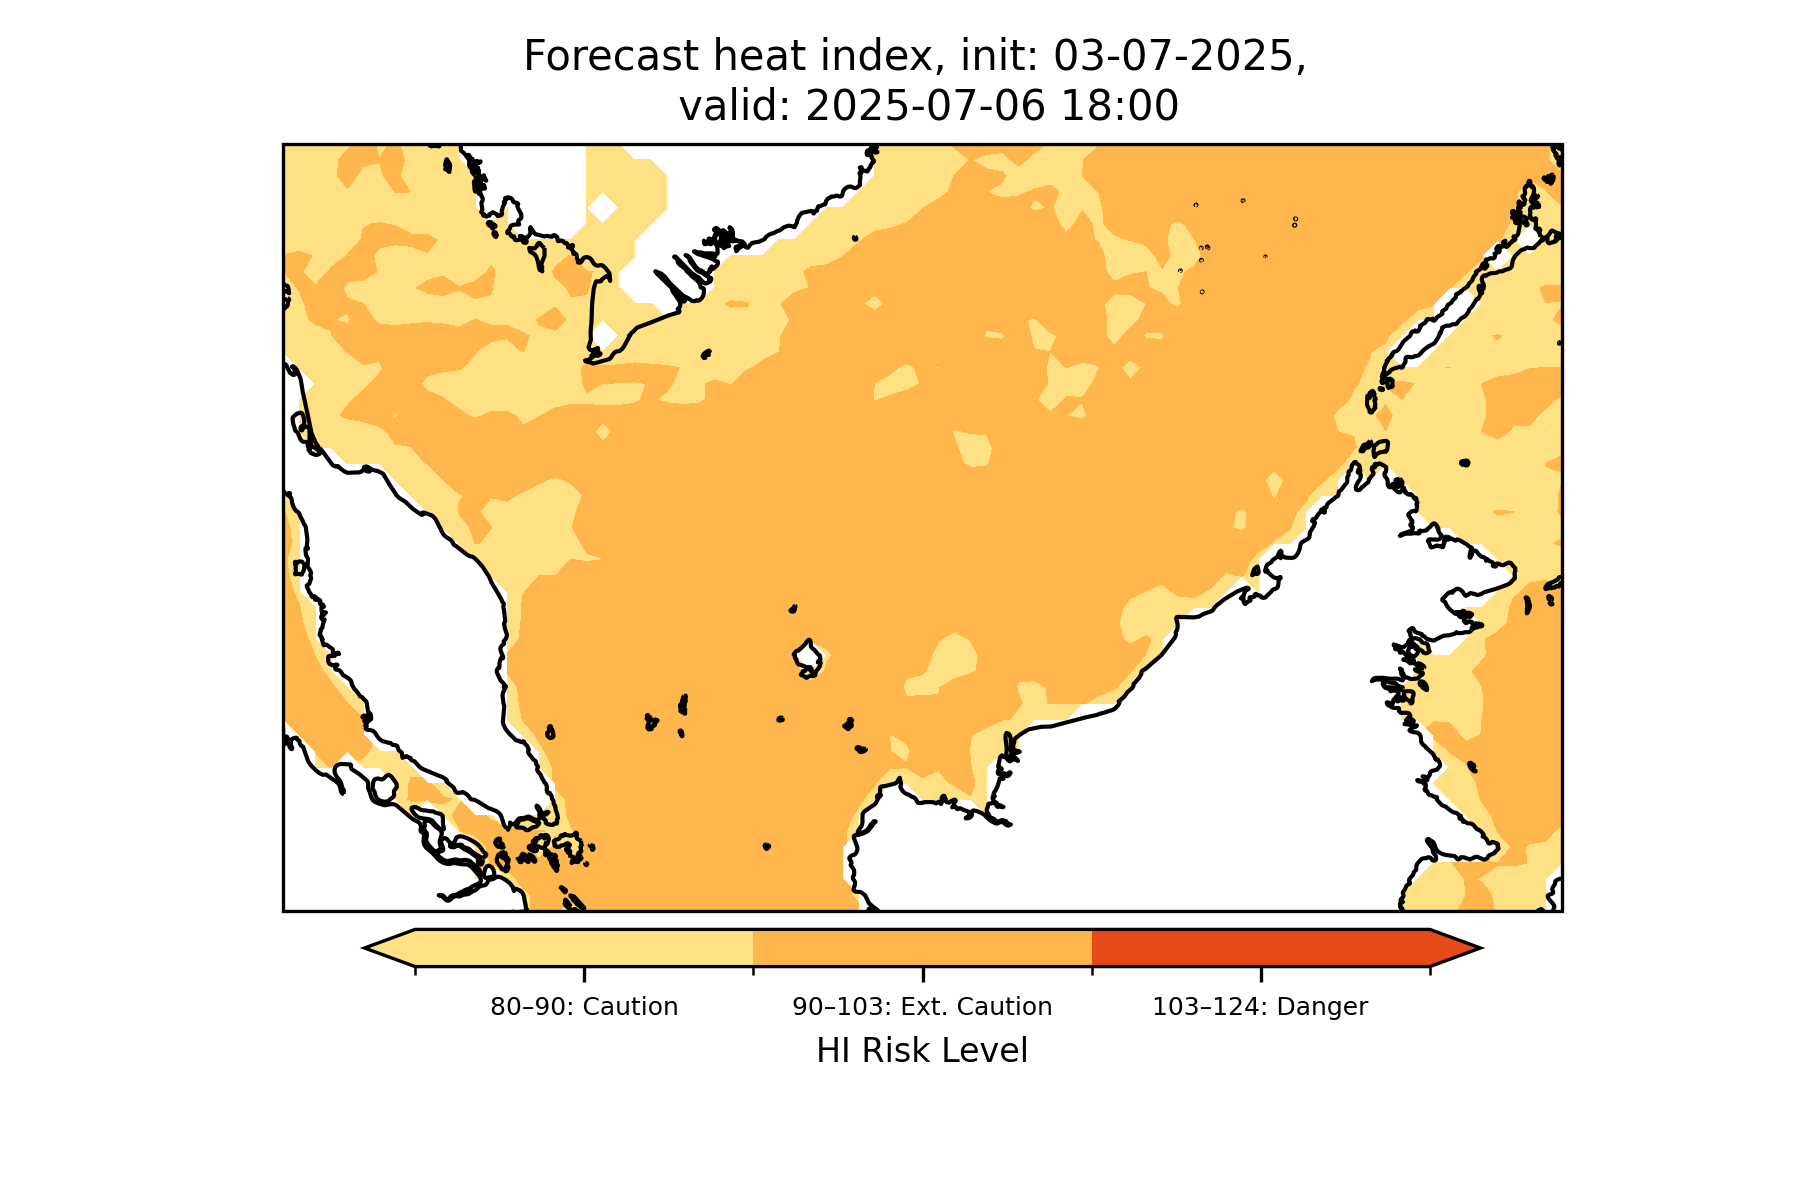 Forecast heat index, init: 03-07-2025,
valid: 2025-07-06 18:00
80–90: Caution
90–103: Ext. Caution
103–124: Danger
HI Risk Level